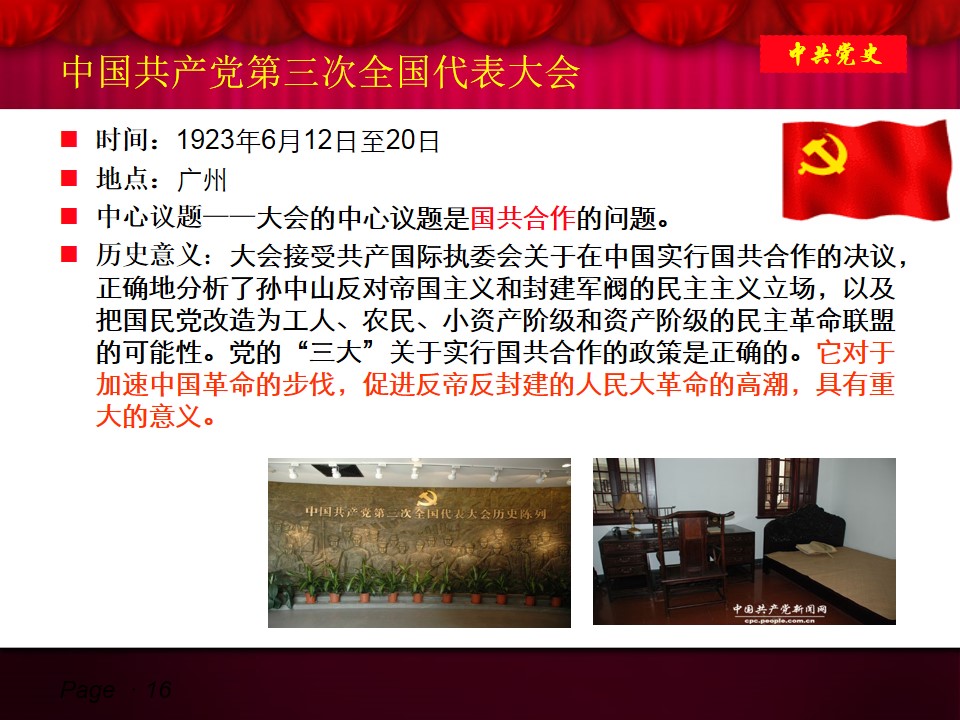 中国共产党第三次全国代表大会
中共党史
时间：1923年6月12日至20日
地点：广州
中心议题——大会的中心议题是国共合作的问题。
历史意义：大会接受共产国际执委会关于在中国实行国共合作的决议，
正确地分析了孙中山反对帝国主义和封建军阀的民主主义立场，以及
把国民党改造为工人、农民、小资产阶级和资产阶级的民主革命联盟
的可能性。党的“三大”关于实行国共合作的政策是正确的。它对于
加速中国革命的步伐，促进反帝反封建的人民大革命的高潮，具有重
大的意义。
中国共产党第三次全国代表大会历史陈列
中国共产党新闻网
cpc.people.com.cn
Page 16